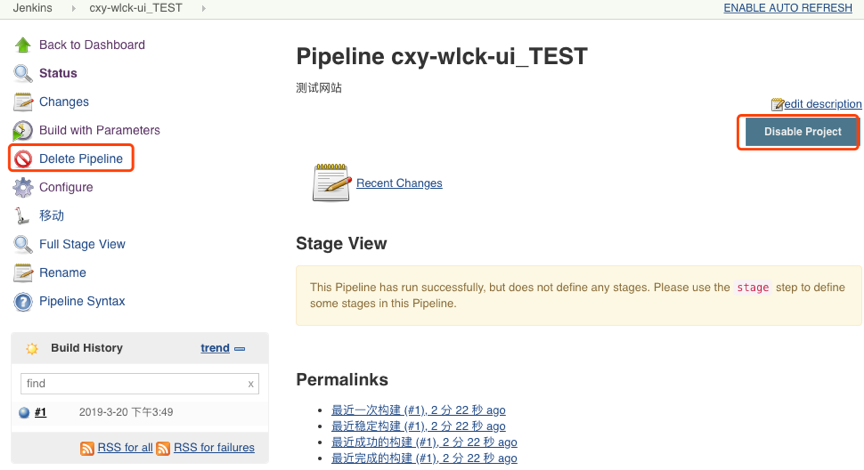 Jenkins cxy-wlck-ui_TEST ENABLE AUTO REFRESH
Back to Dashboard
Status
Changes
Build with Parameters
Delete Pipeline
Configure
移动
Full Stage View
Rename
Pipeline Syntax
Build History trend
find x
#1 2019-3-20 下午3:49
RSS for all RSS for failures
Pipeline cxy-wlck-ui_TEST
测试网站
edit description
Disable Project
Recent Changes
Stage View
This Pipeline has run successfully, but does not define any stages. Please use the stage step to define
some stages in this Pipeline.
Permalinks
最近一次构建 (#1), 2 分 22 秒 ago
最近稳定构建 (#1), 2 分 22 秒 ago
最近成功的构建 (#1), 2 分 22 秒 ago
最近完成的构建 (#1), 2 分 22 秒 ago